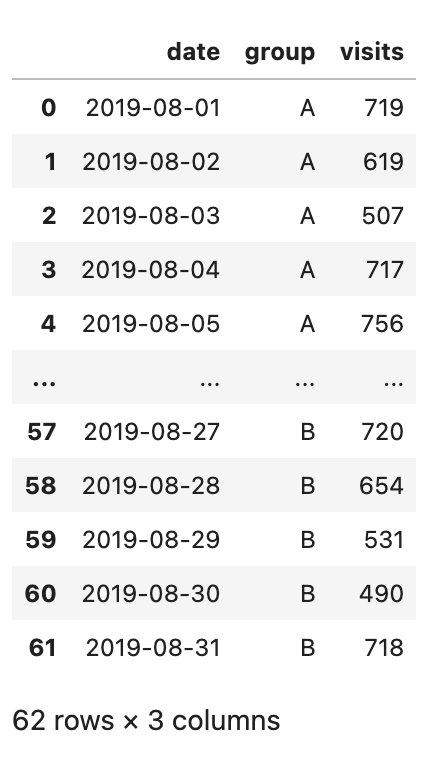 date group visits
0 2019-08-01 A 719
1 2019-08-02 A 619
2 2019-08-03 A 507
3 2019-08-04 A 717
4 2019-08-05 A 756
... ... ... ...
57 2019-08-27 B 720
58 2019-08-28 B 654
59 2019-08-29 B 531
60 2019-08-30 B 490
61 2019-08-31 B 718
62 rows × 3 columns